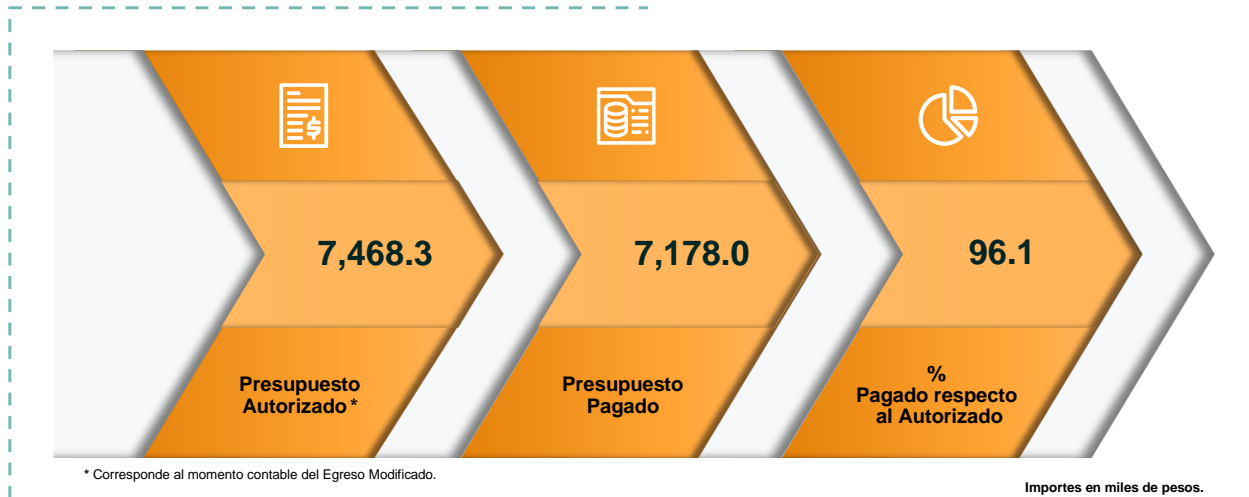 7,468.3
7,178.0
96.1
Presupuesto
Autorizado *
Presupuesto
Pagado
%
Pagado respecto
al Autorizado
* Corresponde al momento contable del Egreso Modificado.
Importes en miles de pesos.